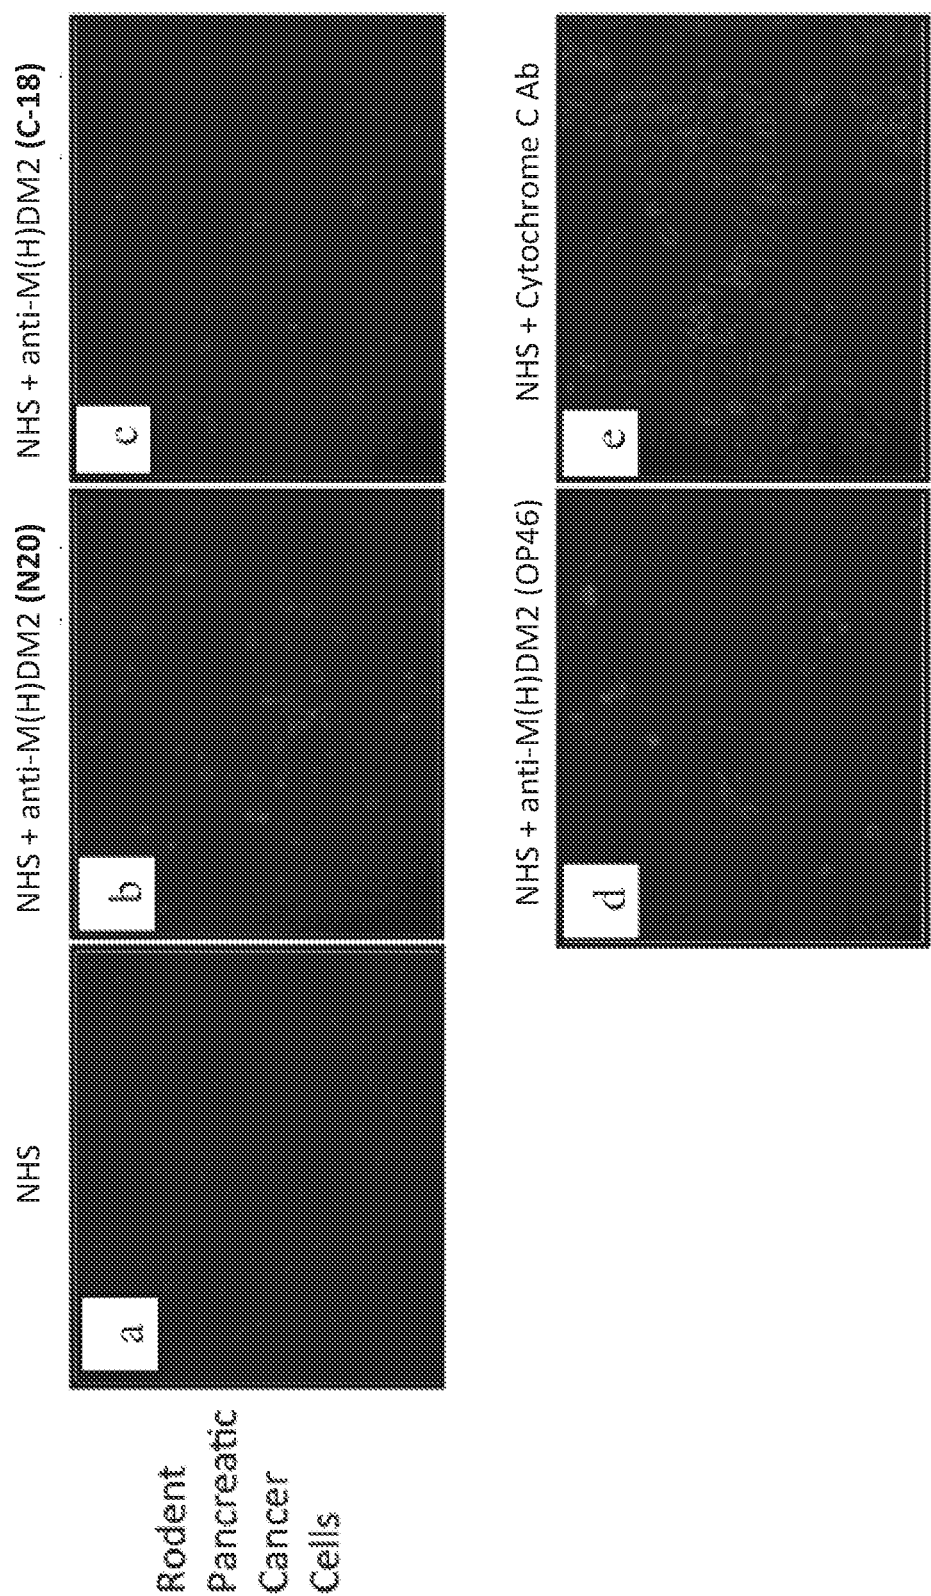 NHS
NHS + anti-M(H)DM2 (N20)
NHS + anti-M(H)DM2 (C-18)
Rodent
Pancreatic
Cancer
Cells
a
b
c
NHS + anti-M(H)DM2 (OP46)
NHS + Cytochrome C Ab
d
e